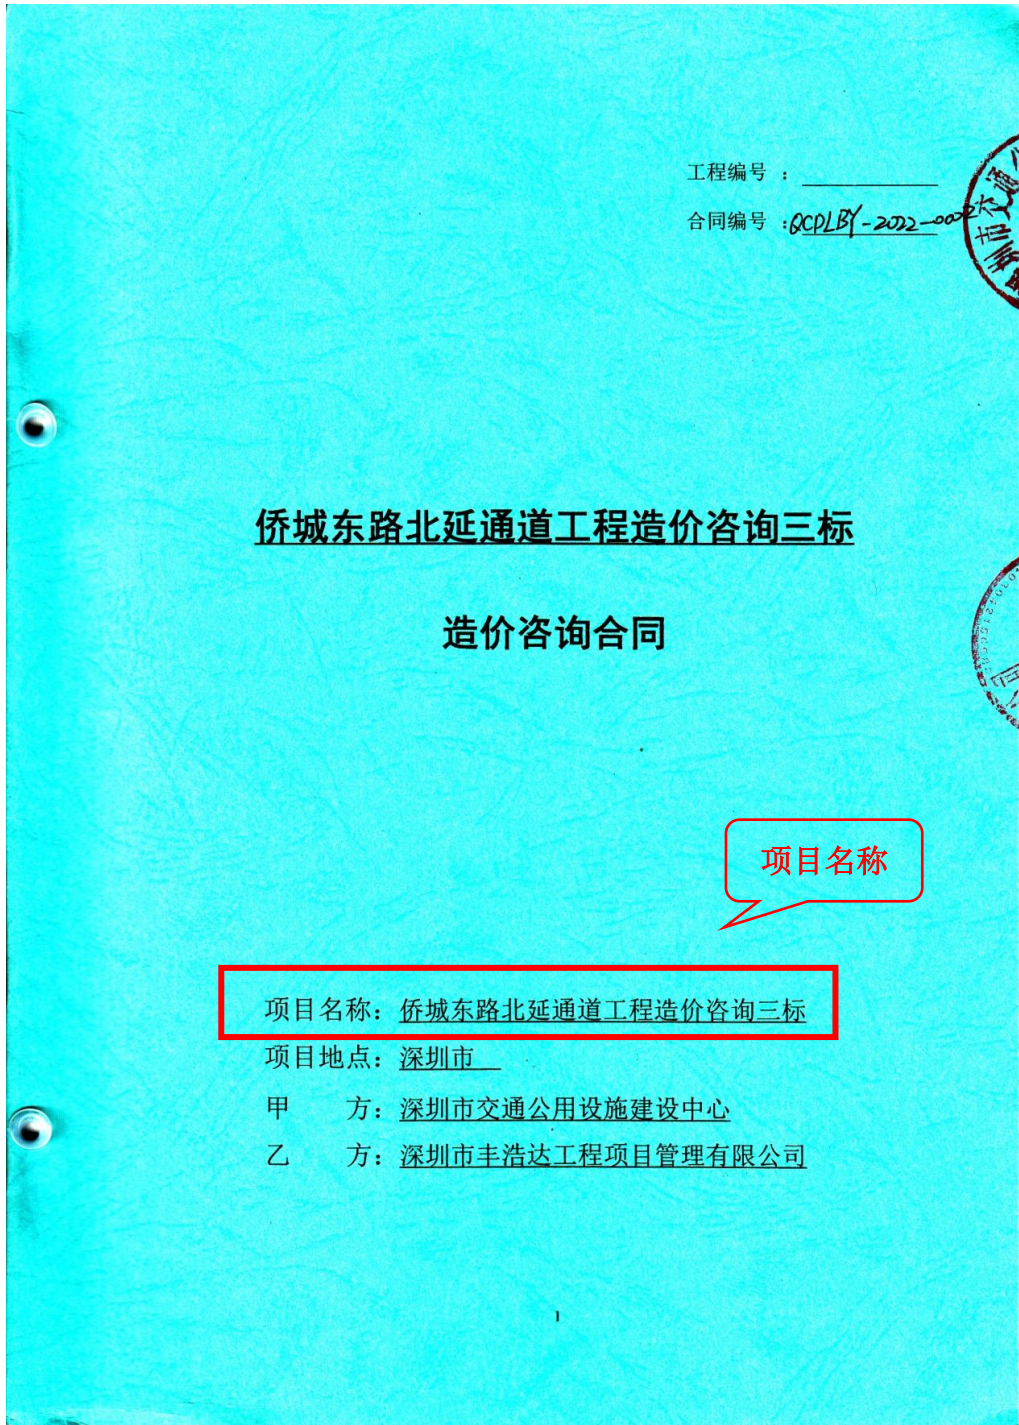 工程编号 ：
合同编号 ：QCDLBY-2022-0002
侨城东路北延通道工程造价咨询三标
造价咨询合同
项目名称
项目名称：侨城东路北延通道工程造价咨询三标
项目地点：深圳市
甲 方：深圳市交通公用设施建设中心
乙 方：深圳市丰浩达工程项目管理有限公司
1